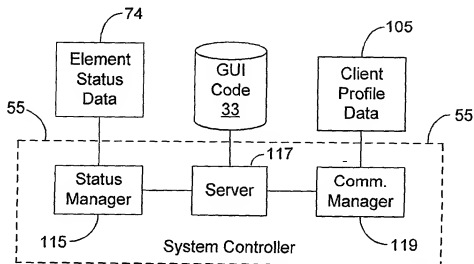 74
105
Element
Status
Data
GUI
Code
33
Client
Profile
Data
55
55
117
Status
Manager
Server
Comm.
Manager
115
System Controller
119